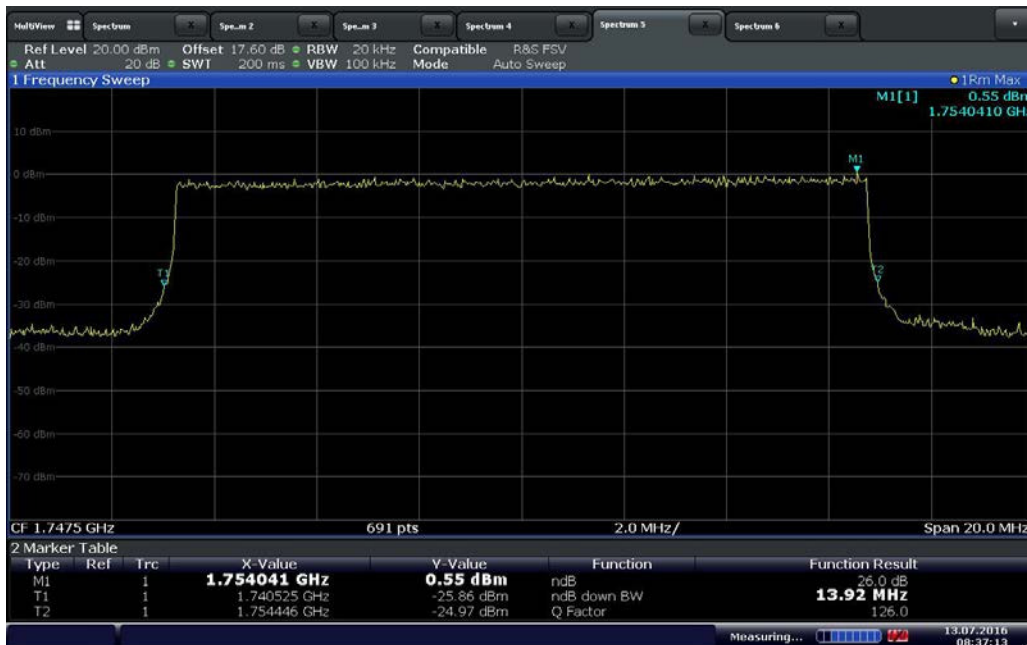 MultiView Spectrum X Spe...m 2 X Spe...m 3 X Spectrum 4 X Spectrum 5 X Spectrum 6 X
Ref Level 20.00 dBm Offset 17.60 dB RBW 20 kHz Compatible R&S FSV
Att 20 dB SWT 200 ms VBW 100 kHz Mode Auto Sweep
1 Frequency Sweep 1Rm Max
M1[1] 0.55 dBm
1.7540410 GHz
10 dBm
M1
0 dBm
-10 dBm
-20 dBm
T1 T2
-30 dBm
-40 dBm
-50 dBm
-60 dBm
-70 dBm
CF 1.7475 GHz 691 pts 2.0 MHz/ Span 20.0 MHz
2 Marker Table
Type Ref Trc X-Value Y-Value Function Function Result
M1 1 1.754041 GHz 0.55 dBm ndB 26.0 dB
T1 1 1.740525 GHz -25.86 dBm ndB down BW 13.92 MHz
T2 1 1.754446 GHz -24.97 dBm Q Factor 126.0
Measuring... 13.07.2016
08:37:13